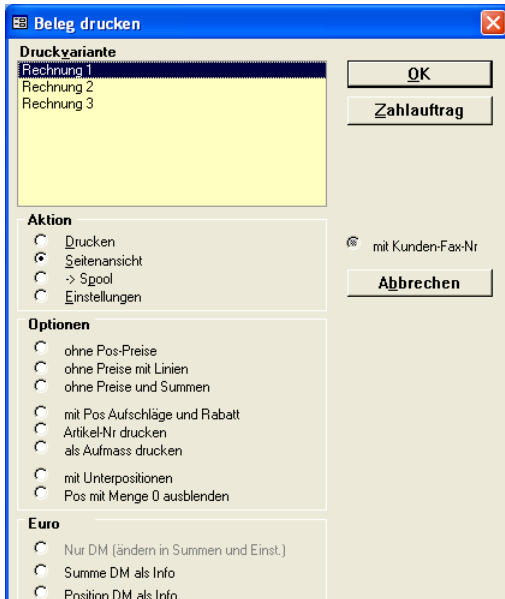 Beleg drucken
Druckvariante
Rechnung 1
Rechnung 2
Rechnung 3
OK
Zahlauftrag
Aktion
Drucken
Seitenansicht
-> Spool
Einstellungen
mit Kunden-Fax-Nr
Abbrechen
Optionen
ohne Pos-Preise
ohne Preise mit Linien
ohne Preise und Summen
mit Pos Aufschläge und Rabatt
Artikel-Nr drucken
als Aufmass drucken
mit Unterpositionen
Pos mit Menge 0 ausblenden
Euro
Nur DM (ändern in Summen und Einst.)
Summe DM als Info
Position DM als Info